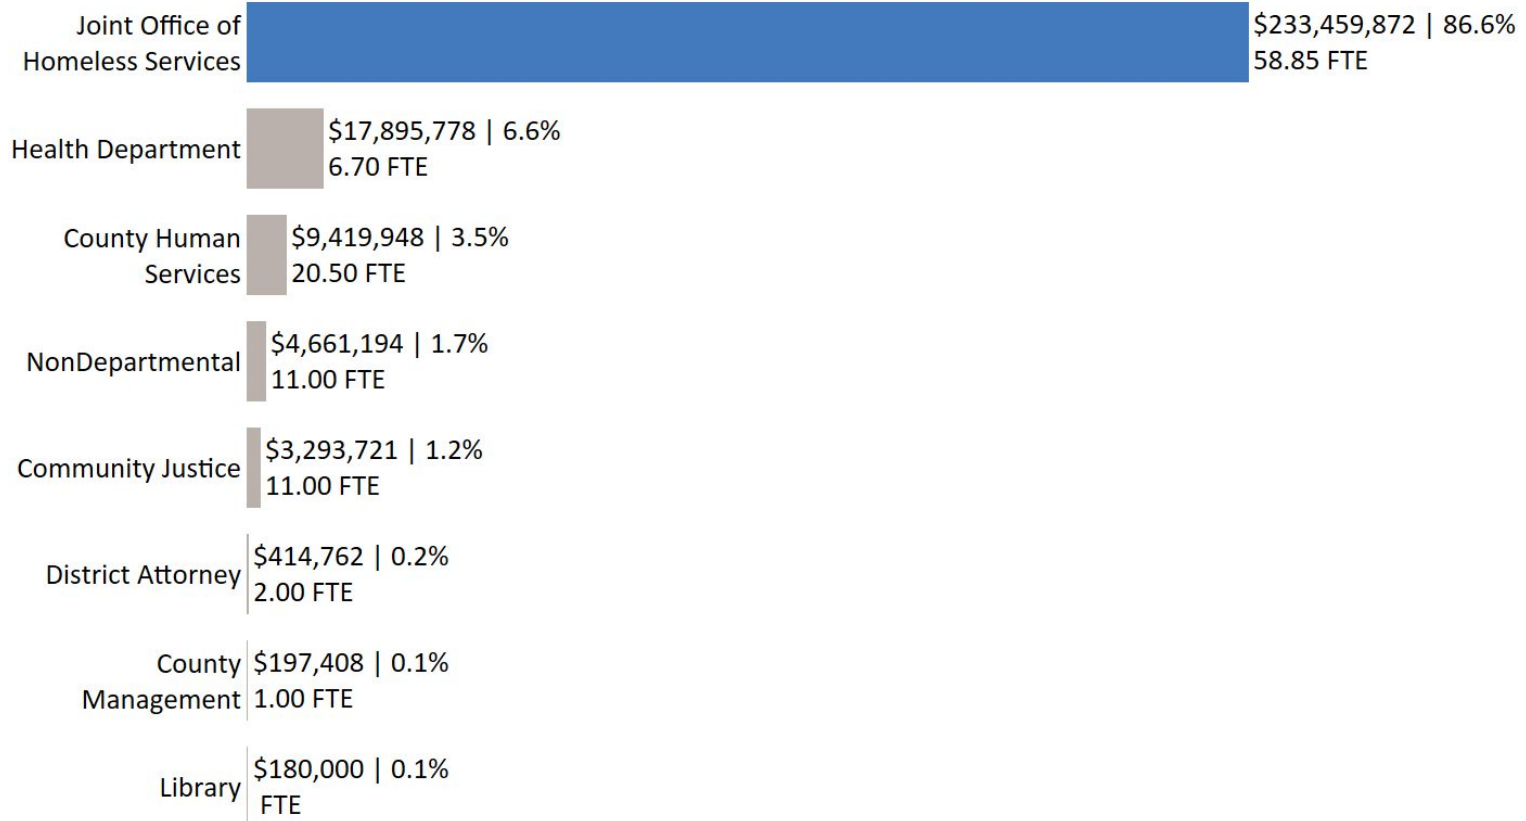 Joint Office of
Homeless Services
$233,459,872 | 86.6%
58.85 FTE
Health Department
$17,895,778 | 6.6%
6.70 FTE
County Human
Services
$9,419,948 | 3.5%
20.50 FTE
NonDepartmental
$4,661,194 | 1.7%
11.00 FTE
Community Justice
$3,293,721 | 1.2%
11.00 FTE
District Attorney
$414,762 | 0.2%
2.00 FTE
County
Management
$197,408 | 0.1%
1.00 FTE
Library
$180,000 | 0.1%
FTE